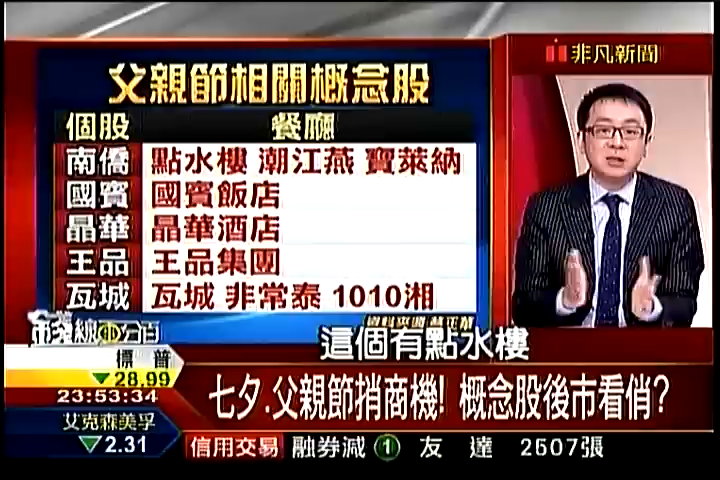 非凡新聞
父親節相關概念股
個股 餐廳
南僑 點水樓 潮江燕 寶萊納
國賓 國賓飯店
晶華 晶華酒店
王品 王品集團
瓦城 瓦城 非常泰 1010湘
資料來源
這個有點水樓
標普
▼28.99
23:53:34
七夕.父親節捎商機! 概念股後市看俏?
艾克森美孚
▼2.31
信用交易 融券減 1 友達 2507張